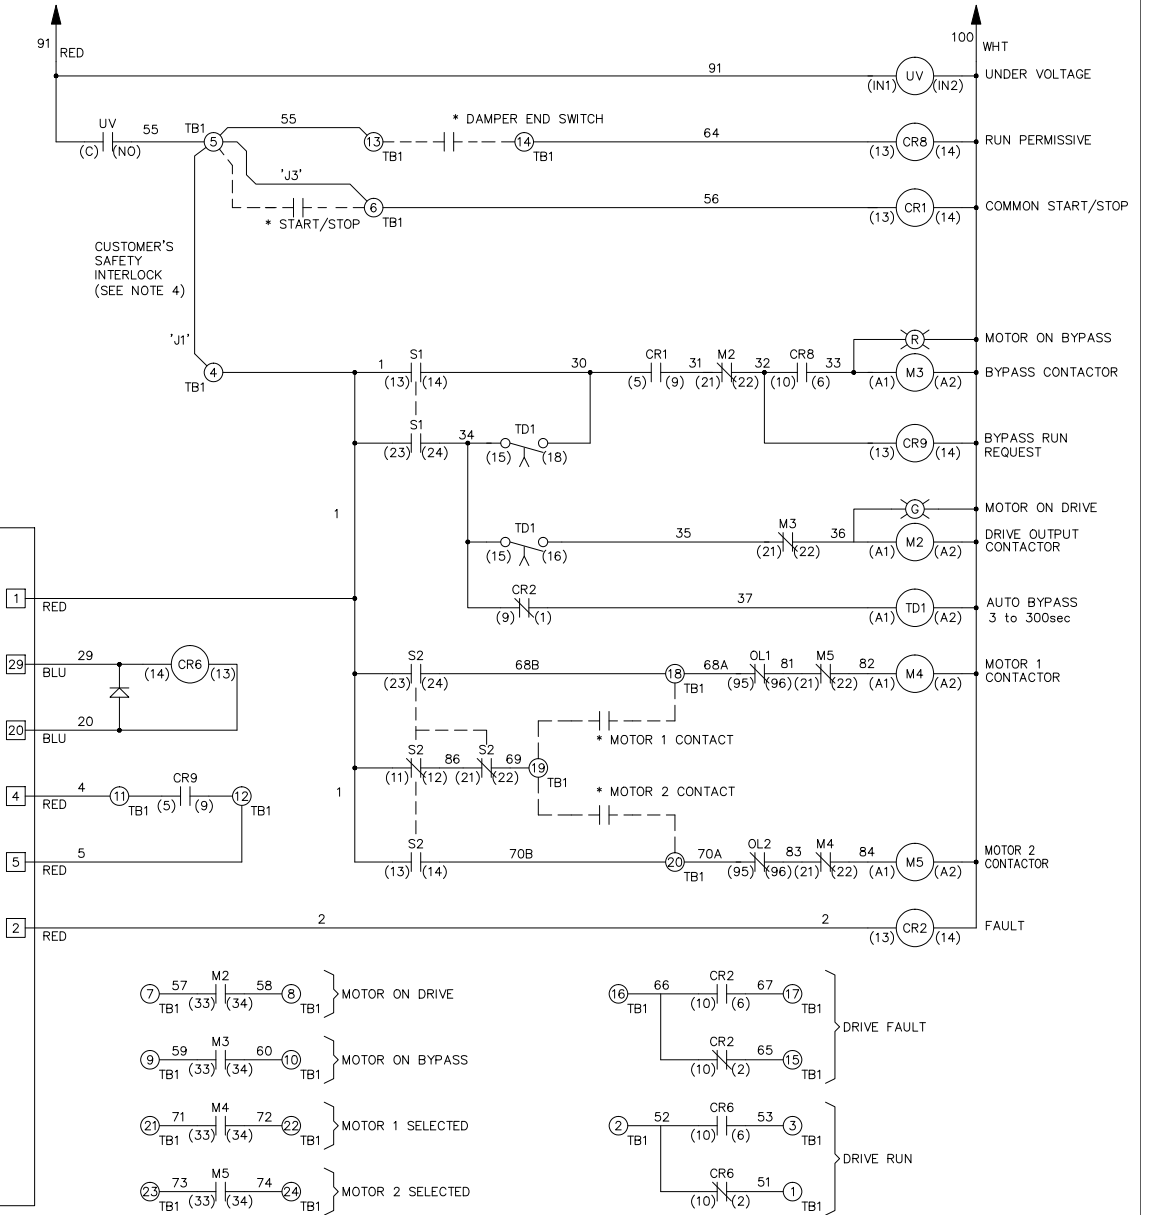 91 RED
100 WHT
91 (IN1) UV (IN2) UNDER VOLTAGE
UV 55 TB1 55 * DAMPER END SWITCH
(C) (NO) 5 13 TB1 14 TB1 64 (13) CR8 (14) RUN PERMISSIVE
'J3'
6 TB1 56 (13) CR1 (14) COMMON START/STOP
* START/STOP
CUSTOMER'S
SAFETY
INTERLOCK
(SEE NOTE 4)
'J1'
R MOTOR ON BYPASS
4 TB1 1 S1 (13) (14) 30 CR1 (5) (9) 31 M2 (21) (22) 32 CR8 (10) (6) 33 (A1) M3 (A2) BYPASS CONTACTOR
S1 (23) (24) 34 TD1 (15) (18) (13) CR9 (14) BYPASS RUN
REQUEST
1
G MOTOR ON DRIVE
TD1 (15) (16) 35 M3 (21) (22) 36 (A1) M2 (A2) DRIVE OUTPUT
CONTACTOR
1 RED CR2 (9) (1) 37 (A1) TD1 (A2) AUTO BYPASS
3 to 300sec
29 BLU 29 (14) CR6 (13) S2 (23) (24) 68B 18 TB1 68A OL1 (95) (96) 81 M5 (21) (22) 82 (A1) M4 (A2) MOTOR 1
CONTACTOR
20 BLU 20
* MOTOR 1 CONTACT
S2 (11) (12) 86 S2 (21) (22) 69 19 TB1
4 RED 4 11 TB1 CR9 (5) (9) 12 TB1 1 * MOTOR 2 CONTACT
5 RED 5 S2 (13) (14) 70B 20 TB1 70A OL2 (95) (96) 83 M4 (21) (22) 84 (A1) M5 (A2) MOTOR 2
CONTACTOR
2 RED 2 2 (13) CR2 (14) FAULT
7 TB1 57 M2 (33) (34) 58 8 TB1 MOTOR ON DRIVE
9 TB1 59 M3 (33) (34) 60 10 TB1 MOTOR ON BYPASS
21 TB1 71 M4 (33) (34) 72 22 TB1 MOTOR 1 SELECTED
23 TB1 73 M5 (33) (34) 74 24 TB1 MOTOR 2 SELECTED
16 TB1 66 CR2 (10) (6) 67 17 TB1
DRIVE FAULT
CR2 (10) (2) 65 15 TB1
2 TB1 52 CR6 (10) (6) 53 3 TB1
DRIVE RUN
CR6 (10) (2) 51 1 TB1